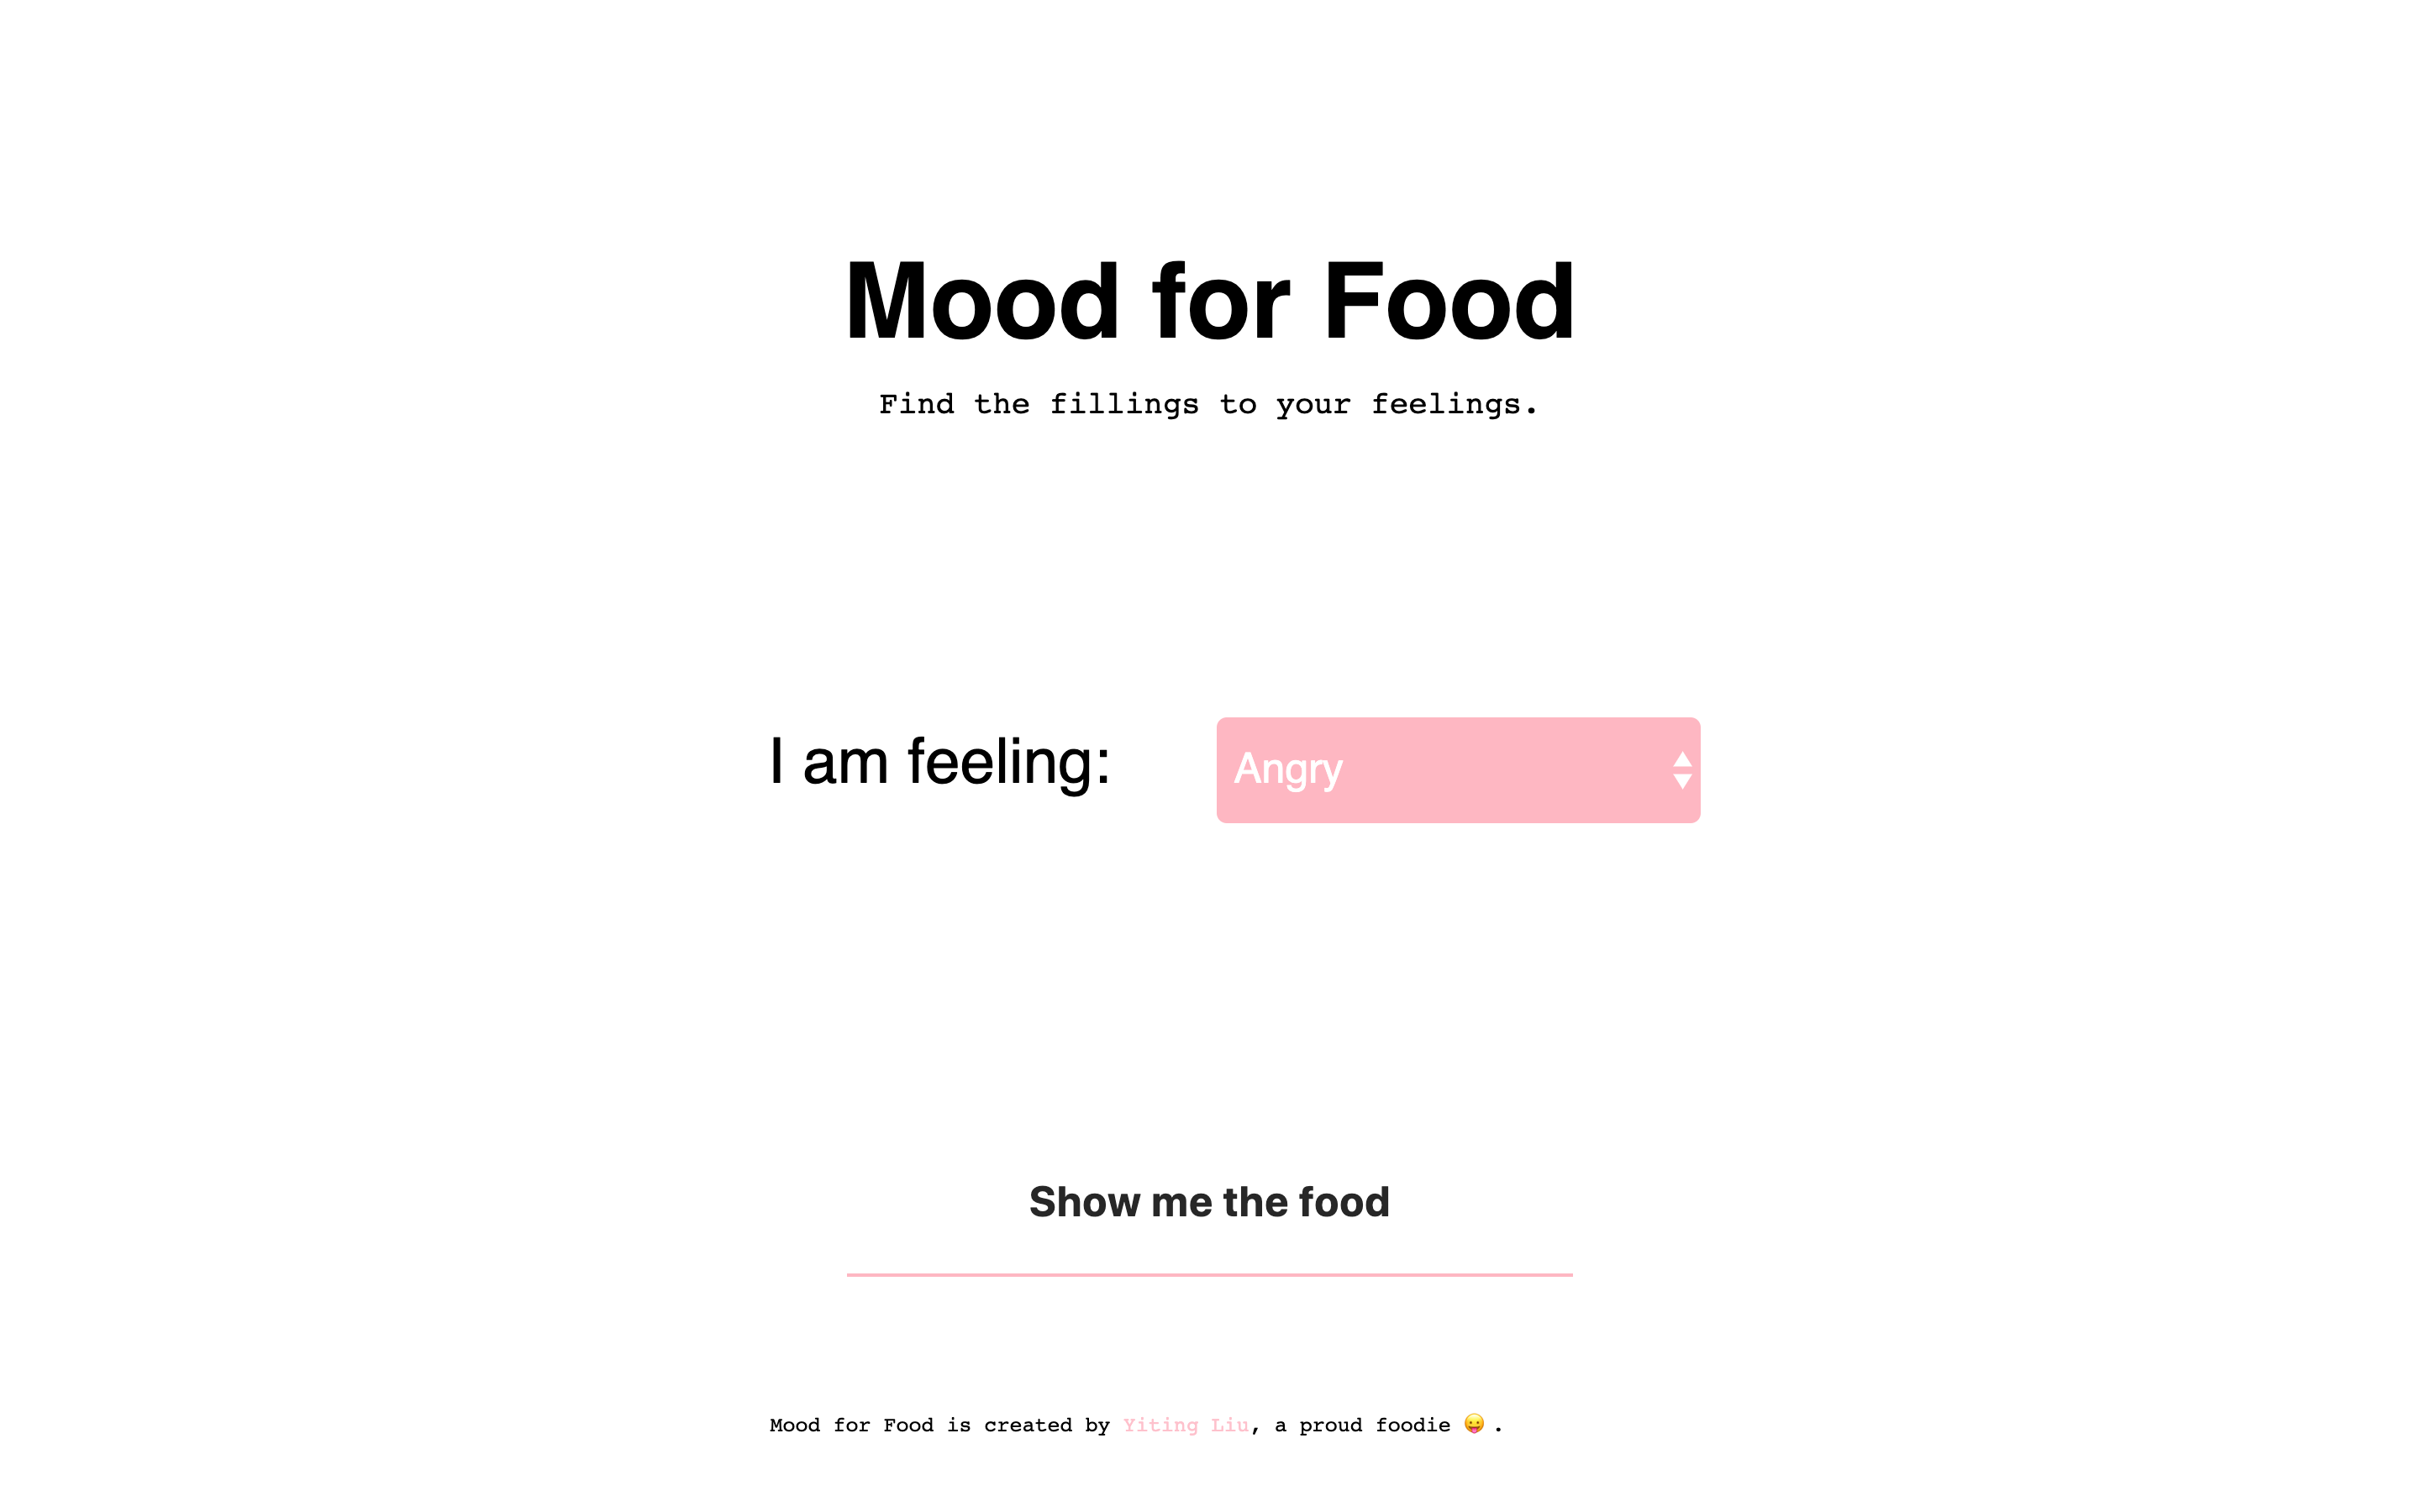 Mood for Food
Find the fillings to your feelings.
I am feeling:
Angry
Show me the food
Mood for Food is created by Yiting Liu, a proud foodie 😛 .